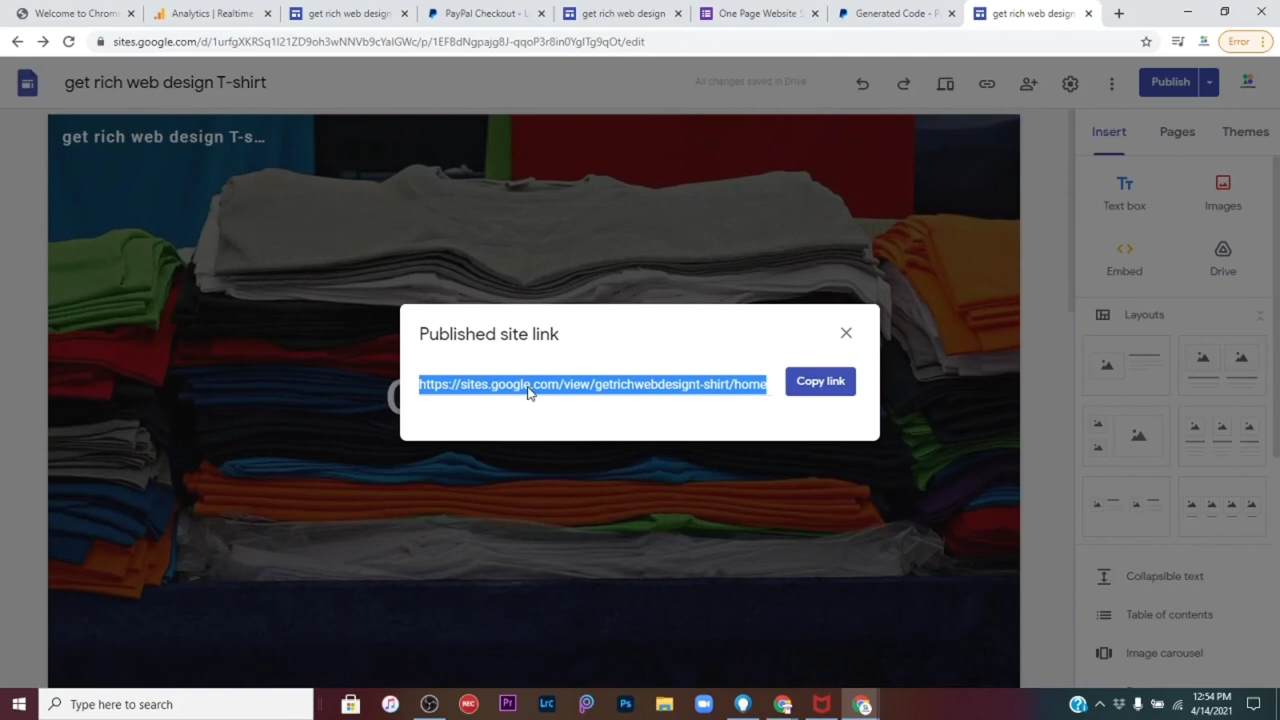 Welcome to Chrom
Analytics | Realtime
get rich web design
PayPal Checkout - L
get rich web design
One Page Website S
Generated Code - P
get rich web design
sites.google.com/d/1urfgXKRSq1I21ZD9oh3wNNVb9cYaIGWc/p/1EFBdNgpajg8J-qqoP3r8in0YgITg9qOt/edit
Error
get rich web design T-shirt
All changes saved in Drive
Publish
get rich web design T-s...
Insert
Pages
Themes
Text box
Images
Embed
Drive
Layouts
Published site link
https://sites.google.com/view/getrichwebdesignt-shirt/home
Copy link
Collapsible text
Table of contents
Image carousel
Type here to search
REC
Pr
Lrc
Ps
12:54 PM
4/14/2021